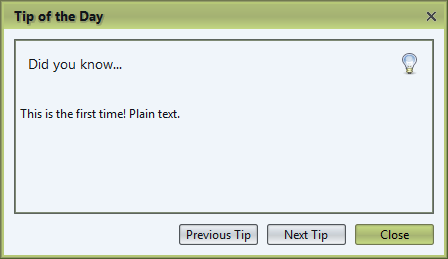 Tip of the Day
Did you know...
This is the first time! Plain text.
Previous Tip
Next Tip
Close